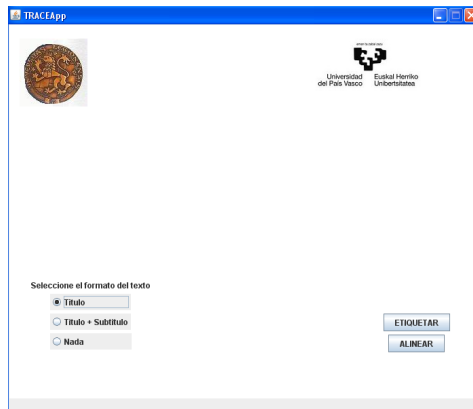 TRACEApp
Universidad del País Vasco
Euskal Herriko Unibertsitatea
Seleccione el formato del texto
Titulo
Titulo + Subtitulo
Nada
ETIQUETAR
ALINEAR